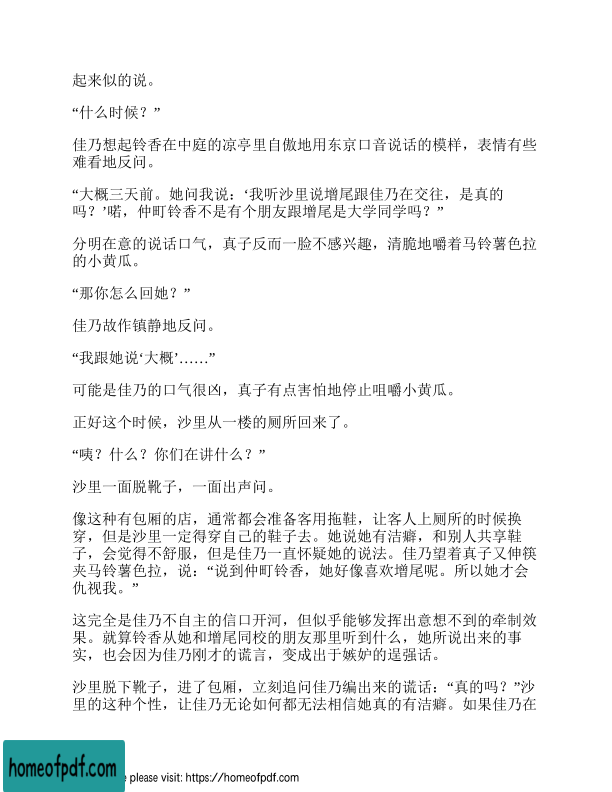 起来似的说。
“什么时候？”
佳乃想起铃香在中庭的凉亭里自傲地用东京口音说话的模样，表情有些
难看地反问。
“大概三天前。她问我说：‘我听沙里说增尾跟佳乃在交往，是真的
吗？’喏，仲町铃香不是有个朋友跟增尾是大学同学吗？”
分明在意的说话口气，真子反而一脸不感兴趣，清脆地嚼着马铃薯色拉
的小黄瓜。
“那你怎么回她？”
佳乃故作镇静地反问。
“我跟她说‘大概’……”
可能是佳乃的口气很凶，真子有点害怕地停止咀嚼小黄瓜。
正好这个时候，沙里从一楼的厕所回来了。
“咦？什么？你们在讲什么？”
沙里一面脱靴子，一面出声问。
像这种有包厢的店，通常都会准备客用拖鞋，让客人上厕所的时候换
穿，但是沙里一定得穿自己的鞋子去。她说她有洁癖，和别人共享鞋
子，会觉得不舒服，但是佳乃一直怀疑她的说法。佳乃望着真子又伸筷
夹马铃薯色拉，说：“说到仲町铃香，她好像喜欢增尾呢。所以她才会
仇视我。”
这完全是佳乃不自主的信口开河，但似乎能够发挥出意想不到的牵制效
果。就算铃香从她和增尾同校的朋友那里听到什么，她所说出来的事
实，也会因为佳乃刚才的谎言，变成出于嫉妒的逞强话。
沙里脱下靴子，进了包厢，立刻追问佳乃编出来的谎话：“真的吗？”沙
里的这种个性，让佳乃无论如何都无法相信她真的有洁癖。如果佳乃在
homeofpdf.com
e please visit: https://homeofpdf.com